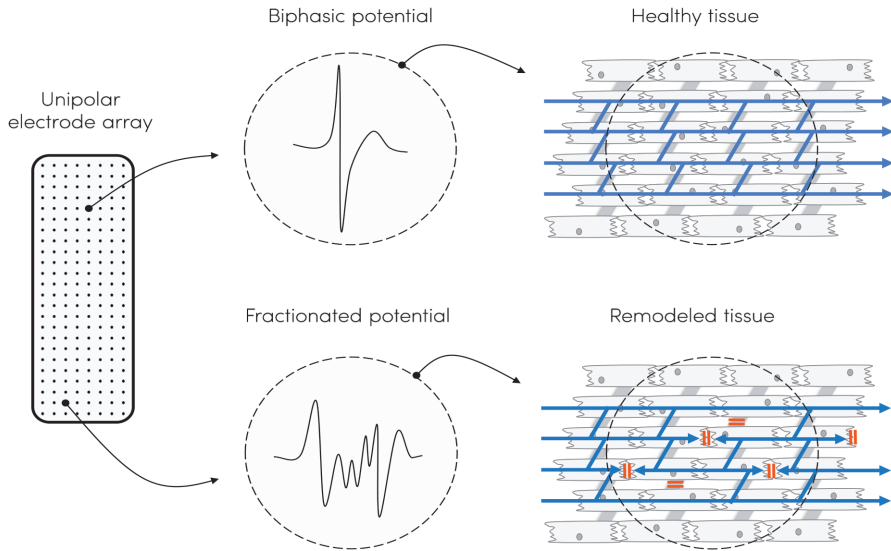 Biphasic potential
Healthy tissue
Unipolar
electrode array
Fractionated potential
Remodeled tissue